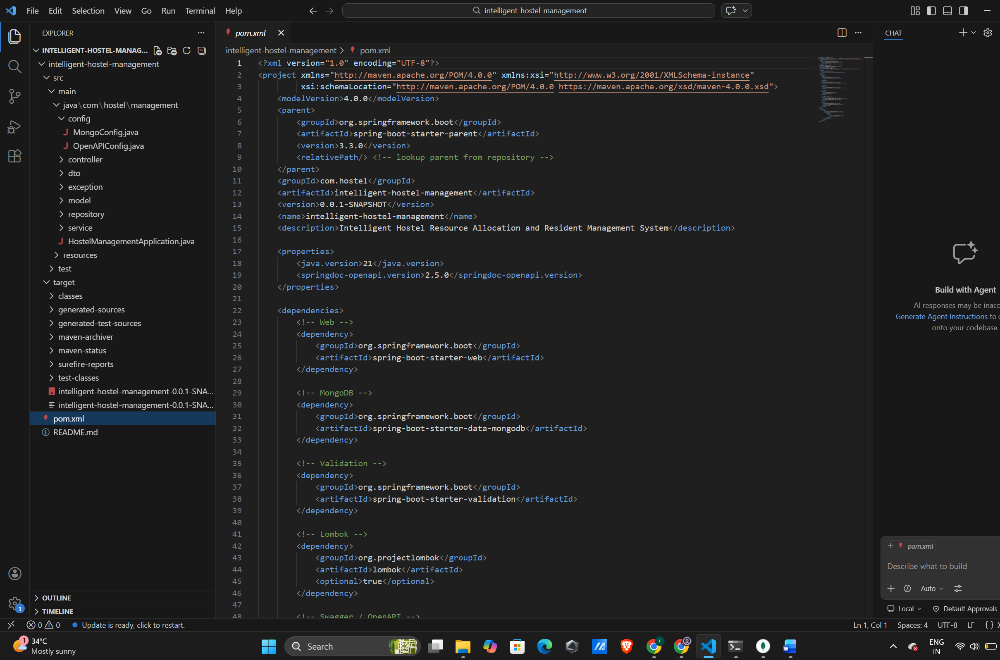 File Edit Selection View Go Run Terminal Help
intelligent-hostel-management
EXPLORER
INTELLIGENT-HOSTEL-MANAG...
intelligent-hostel-management
src
main
java\com\hostel\management
config
MongoConfig.java
OpenAPIConfig.java
controller
dto
exception
model
repository
service
HostelManagementApplication.java
resources
test
target
classes
generated-sources
generated-test-sources
maven-archiver
maven-status
surefire-reports
test-classes
intelligent-hostel-management-0.0.1-SNA...
intelligent-hostel-management-0.0.1-SNA...
pom.xml
README.md
OUTLINE
TIMELINE
pom.xml
intelligent-hostel-management > pom.xml
1 <?xml version="1.0" encoding="UTF-8"?>
2 <project xmlns="http://maven.apache.org/POM/4.0.0" xmlns:xsi="http://www.w3.org/2001/XMLSchema-instance"
3 xsi:schemaLocation="http://maven.apache.org/POM/4.0.0 https://maven.apache.org/xsd/maven-4.0.0.xsd">
4 <modelVersion>4.0.0</modelVersion>
5 <parent>
6 <groupId>org.springframework.boot</groupId>
7 <artifactId>spring-boot-starter-parent</artifactId>
8 <version>3.3.0</version>
9 <relativePath/> <!-- lookup parent from repository -->
10 </parent>
11 <groupId>com.hostel</groupId>
12 <artifactId>intelligent-hostel-management</artifactId>
13 <version>0.0.1-SNAPSHOT</version>
14 <name>intelligent-hostel-management</name>
15 <description>Intelligent Hostel Resource Allocation and Resident Management System</description>
16
17 <properties>
18 <java.version>21</java.version>
19 <springdoc-openapi.version>2.5.0</springdoc-openapi.version>
20 </properties>
21
22 <dependencies>
23 <!-- Web -->
24 <dependency>
25 <groupId>org.springframework.boot</groupId>
26 <artifactId>spring-boot-starter-web</artifactId>
27 </dependency>
28
29 <!-- MongoDB -->
30 <dependency>
31 <groupId>org.springframework.boot</groupId>
32 <artifactId>spring-boot-starter-data-mongodb</artifactId>
33 </dependency>
34
35 <!-- Validation -->
36 <dependency>
37 <groupId>org.springframework.boot</groupId>
38 <artifactId>spring-boot-starter-validation</artifactId>
39 </dependency>
40
41 <!-- Lombok -->
42 <dependency>
43 <groupId>org.projectlombok</groupId>
44 <artifactId>lombok</artifactId>
45 <optional>true</optional>
46 </dependency>
47
48 <!-- Swagger / OpenAPI -->
CHAT
Build with Agent
AI responses may be inacc
Generate Agent Instructions to
onto your codebase.
pom.xml
Describe what to build
Auto
Local Default Approvals
0 0 Update is ready, click to restart.
Ln 1, Col 1 Spaces: 4 UTF-8 LF { }
1
1
34°C
Mostly sunny
Search
r
ENG
IN